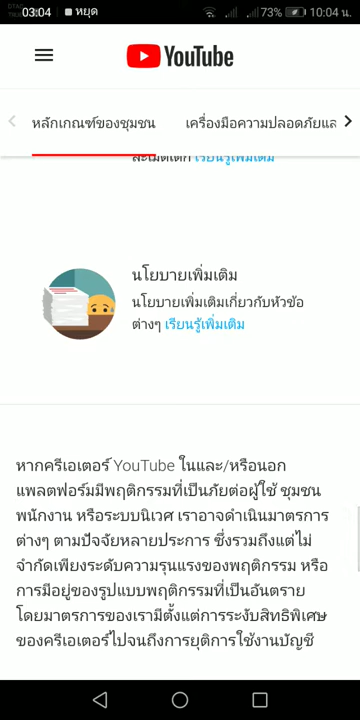 03:04 หยุด 73% 10:04 น.
YouTube
หลักเกณฑ์ของชุมชน เครื่องมือความปลอดภัยแล
ละเมิดเด็ก เรียนรู้เพิ่มเติม
นโยบายเพิ่มเติม
นโยบายเพิ่มเติมเกี่ยวกับหัวข้อ
ต่างๆ เรียนรู้เพิ่มเติม
หากครีเอเตอร์ YouTube ในและ/หรือนอก
แพลตฟอร์มมีพฤติกรรมที่เป็นภัยต่อผู้ใช้ ชุมชน
พนักงาน หรือระบบนิเวศ เราอาจดำเนินมาตรการ
ต่างๆ ตามปัจจัยหลายประการ ซึ่งรวมถึงแต่ไม่
จำกัดเพียงระดับความรุนแรงของพฤติกรรม หรือ
การมีอยู่ของรูปแบบพฤติกรรมที่เป็นอันตราย
โดยมาตรการของเรามีตั้งแต่การระงับสิทธิพิเศษ
ของครีเอเตอร์ไปจนถึงการยุติการใช้งานบัญชี